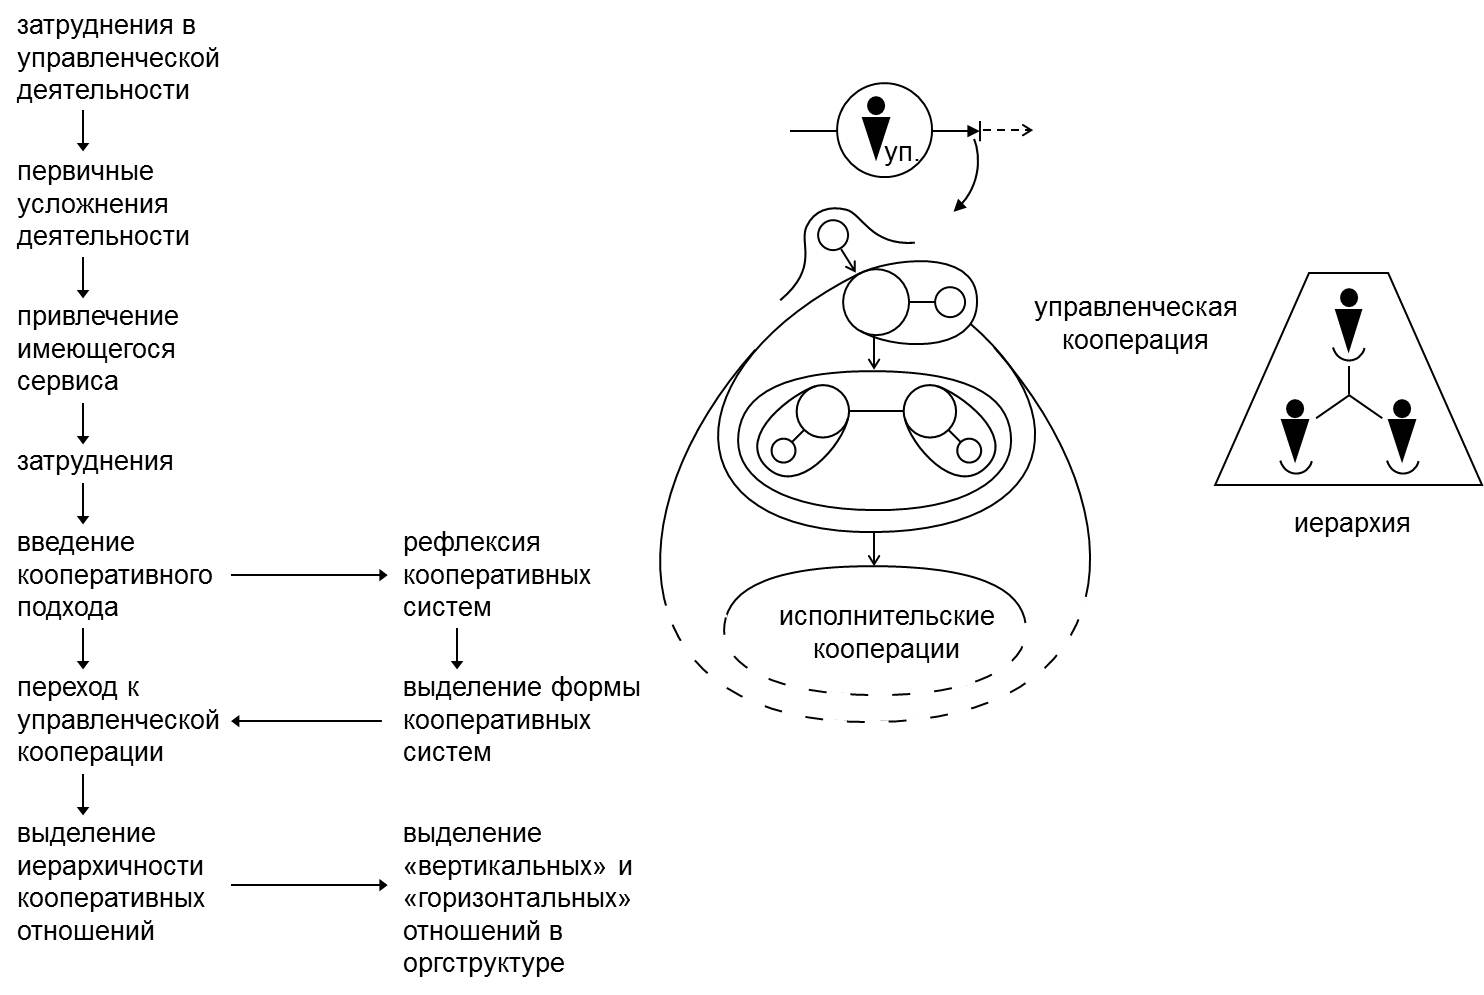 затруднения в
управленческой
деятельности
первичные
усложнения
деятельности
привлечение
имеющегося
сервиса
затруднения
введение
кооперативного
подхода
рефлексия
кооперативных
систем
переход к
управленческой
кооперации
выделение формы
кооперативных
систем
выделение
иерархичности
кооперативных
отношений
выделение
«вертикальных» и
«горизонтальных»
отношений в
оргструктуре
уп.
управленческая
кооперация
исполнительские
кооперации
иерархия